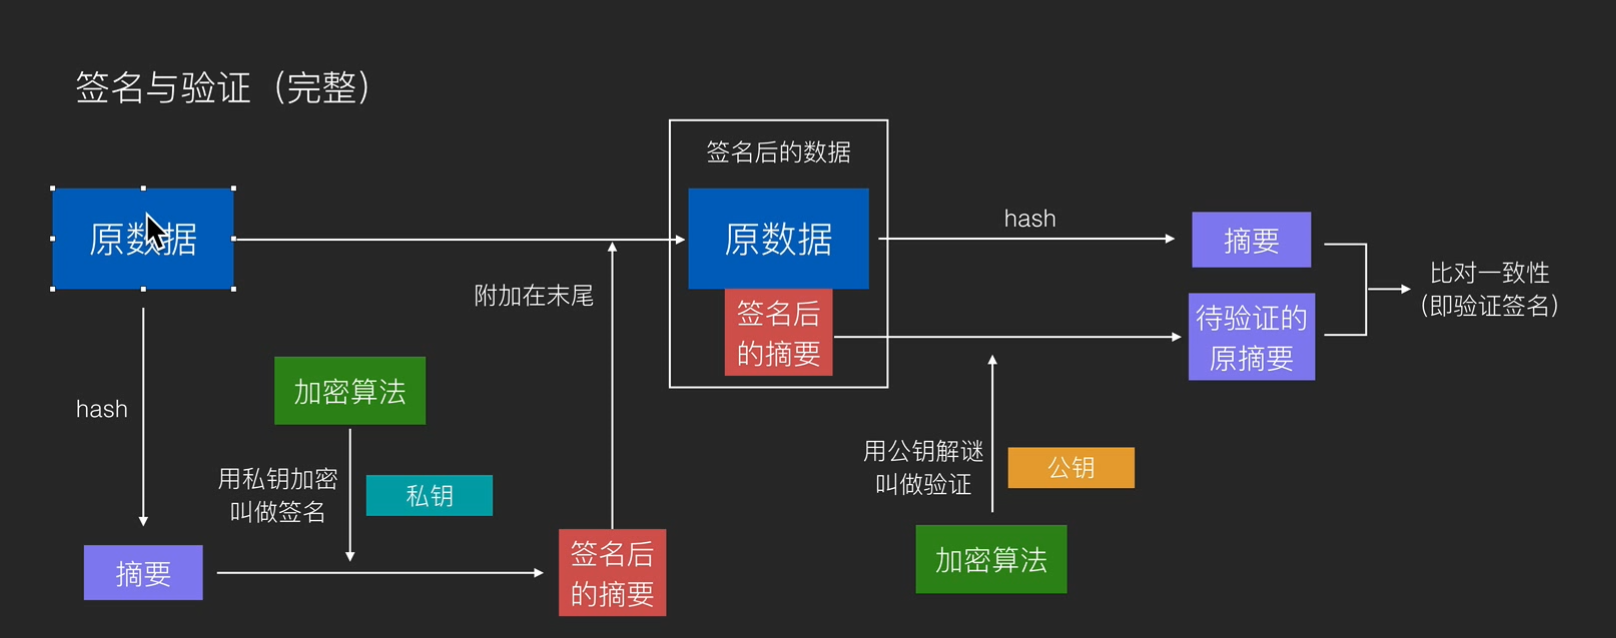 签名与验证（完整）
签名后的数据
原数据
原数据
hash
摘要
签名后
的摘要
待验证的
原摘要
比对一致性
（即验证签名）
附加在末尾
hash
加密算法
用私钥加密
叫做签名
私钥
摘要
签名后
的摘要
用公钥解谜
叫做验证
公钥
加密算法